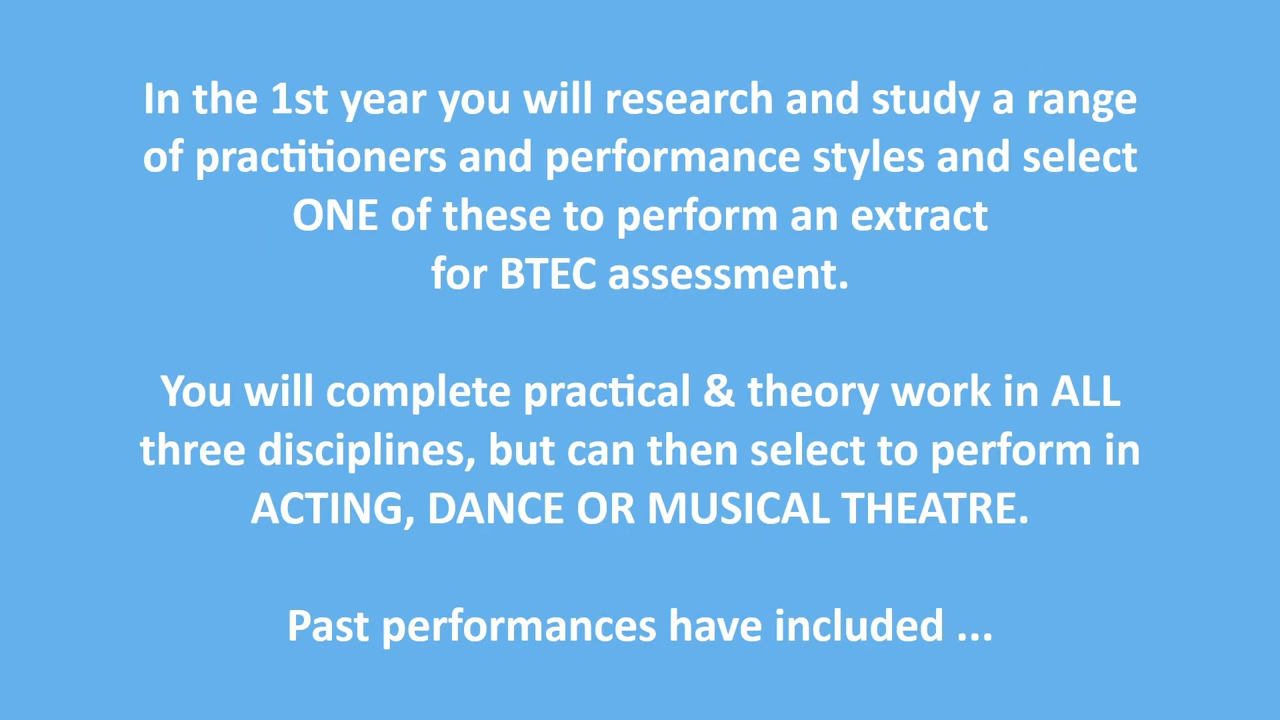 In the 1st year you will research and study a range
of practitioners and performance styles and select
ONE of these to perform an extract
for BTEC assessment.
You will complete practical & theory work in ALL
three disciplines, but can then select to perform in
ACTING, DANCE OR MUSICAL THEATRE.
Past performances have included ...